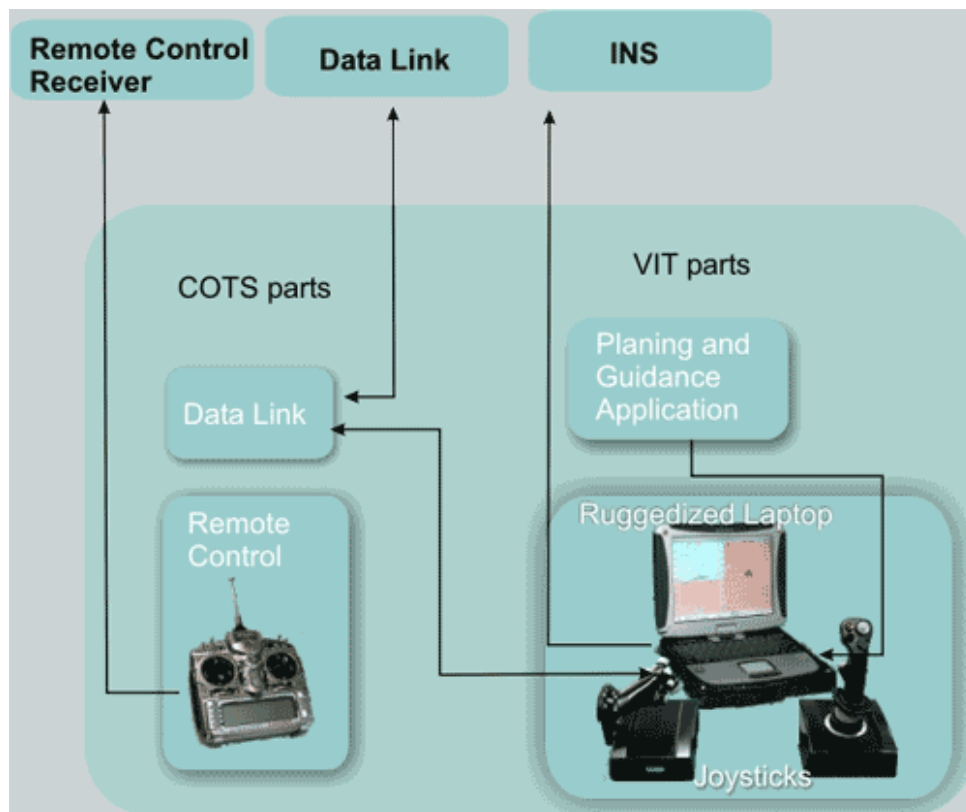 Remote Control
Receiver
Data Link
INS
COTS parts
VIT parts
Planing and
Guidance
Application
Data Link
Remote
Control
Ruggedized Laptop
Joysticks